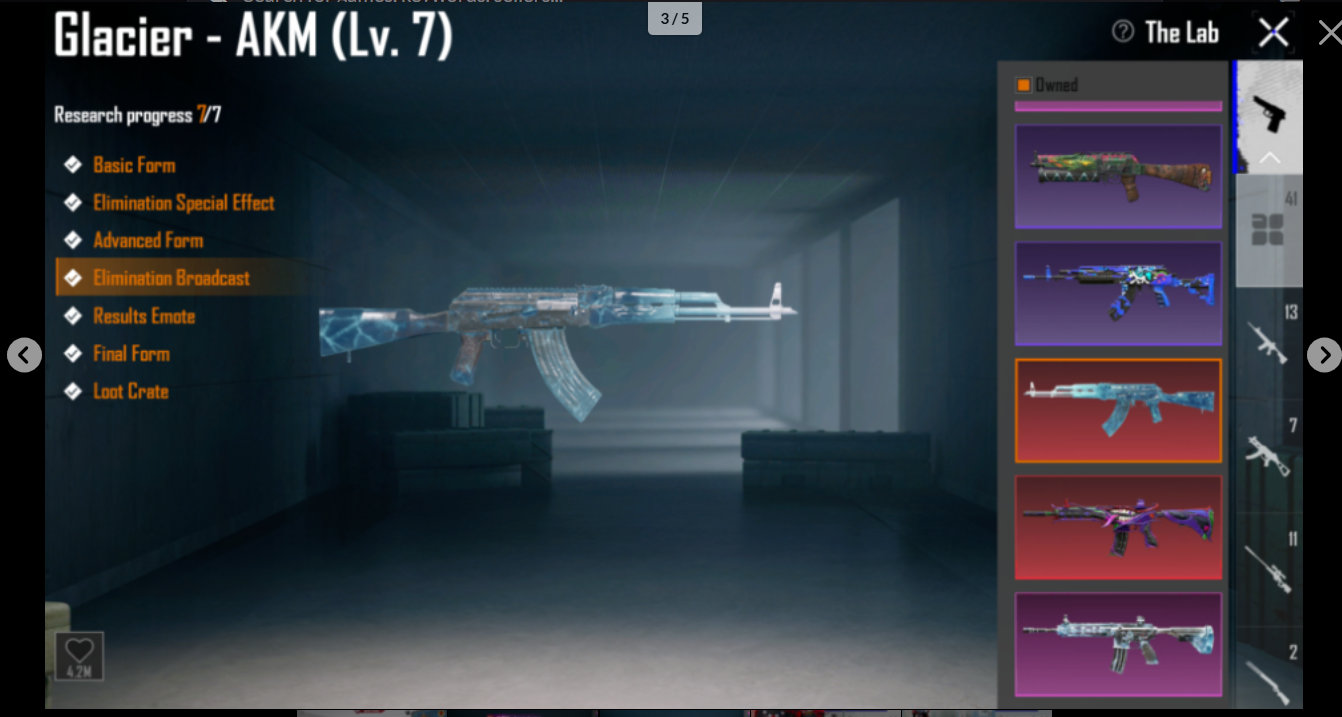 3 / 5
Glacier - AKM (Lv. 7)
? The Lab
Research progress 7/7
Owned
Basic Form
Elimination Special Effect
Advanced Form
Elimination Broadcast
Results Emote
Final Form
Loot Crate
41
13
7
11
2
4.2M